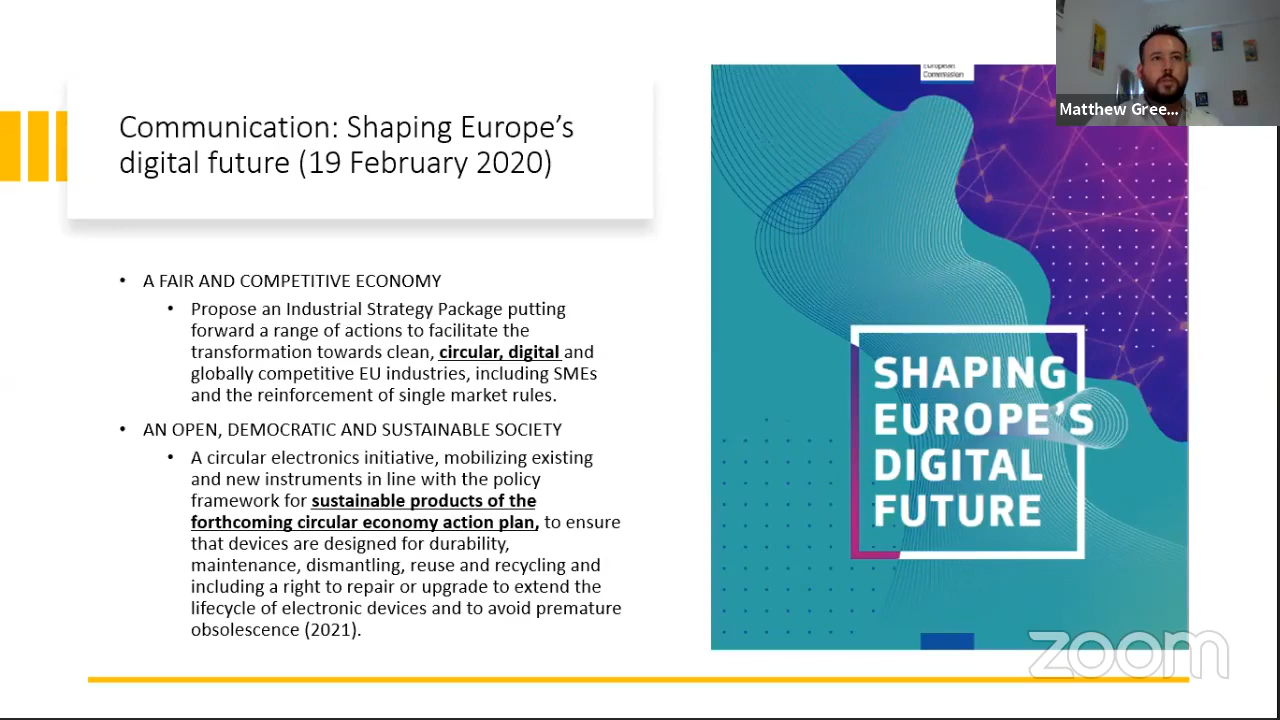 European
Commission
Matthew Gree...
Communication: Shaping Europe’s
digital future (19 February 2020)
• A FAIR AND COMPETITIVE ECONOMY
• Propose an Industrial Strategy Package putting
forward a range of actions to facilitate the
transformation towards clean, circular, digital and
globally competitive EU industries, including SMEs
and the reinforcement of single market rules.
• AN OPEN, DEMOCRATIC AND SUSTAINABLE SOCIETY
• A circular electronics initiative, mobilizing existing
and new instruments in line with the policy
framework for sustainable products of the
forthcoming circular economy action plan, to ensure
that devices are designed for durability,
maintenance, dismantling, reuse and recycling and
including a right to repair or upgrade to extend the
lifecycle of electronic devices and to avoid premature
obsolescence (2021).
SHAPING
EUROPE’S
DIGITAL
FUTURE
zoom